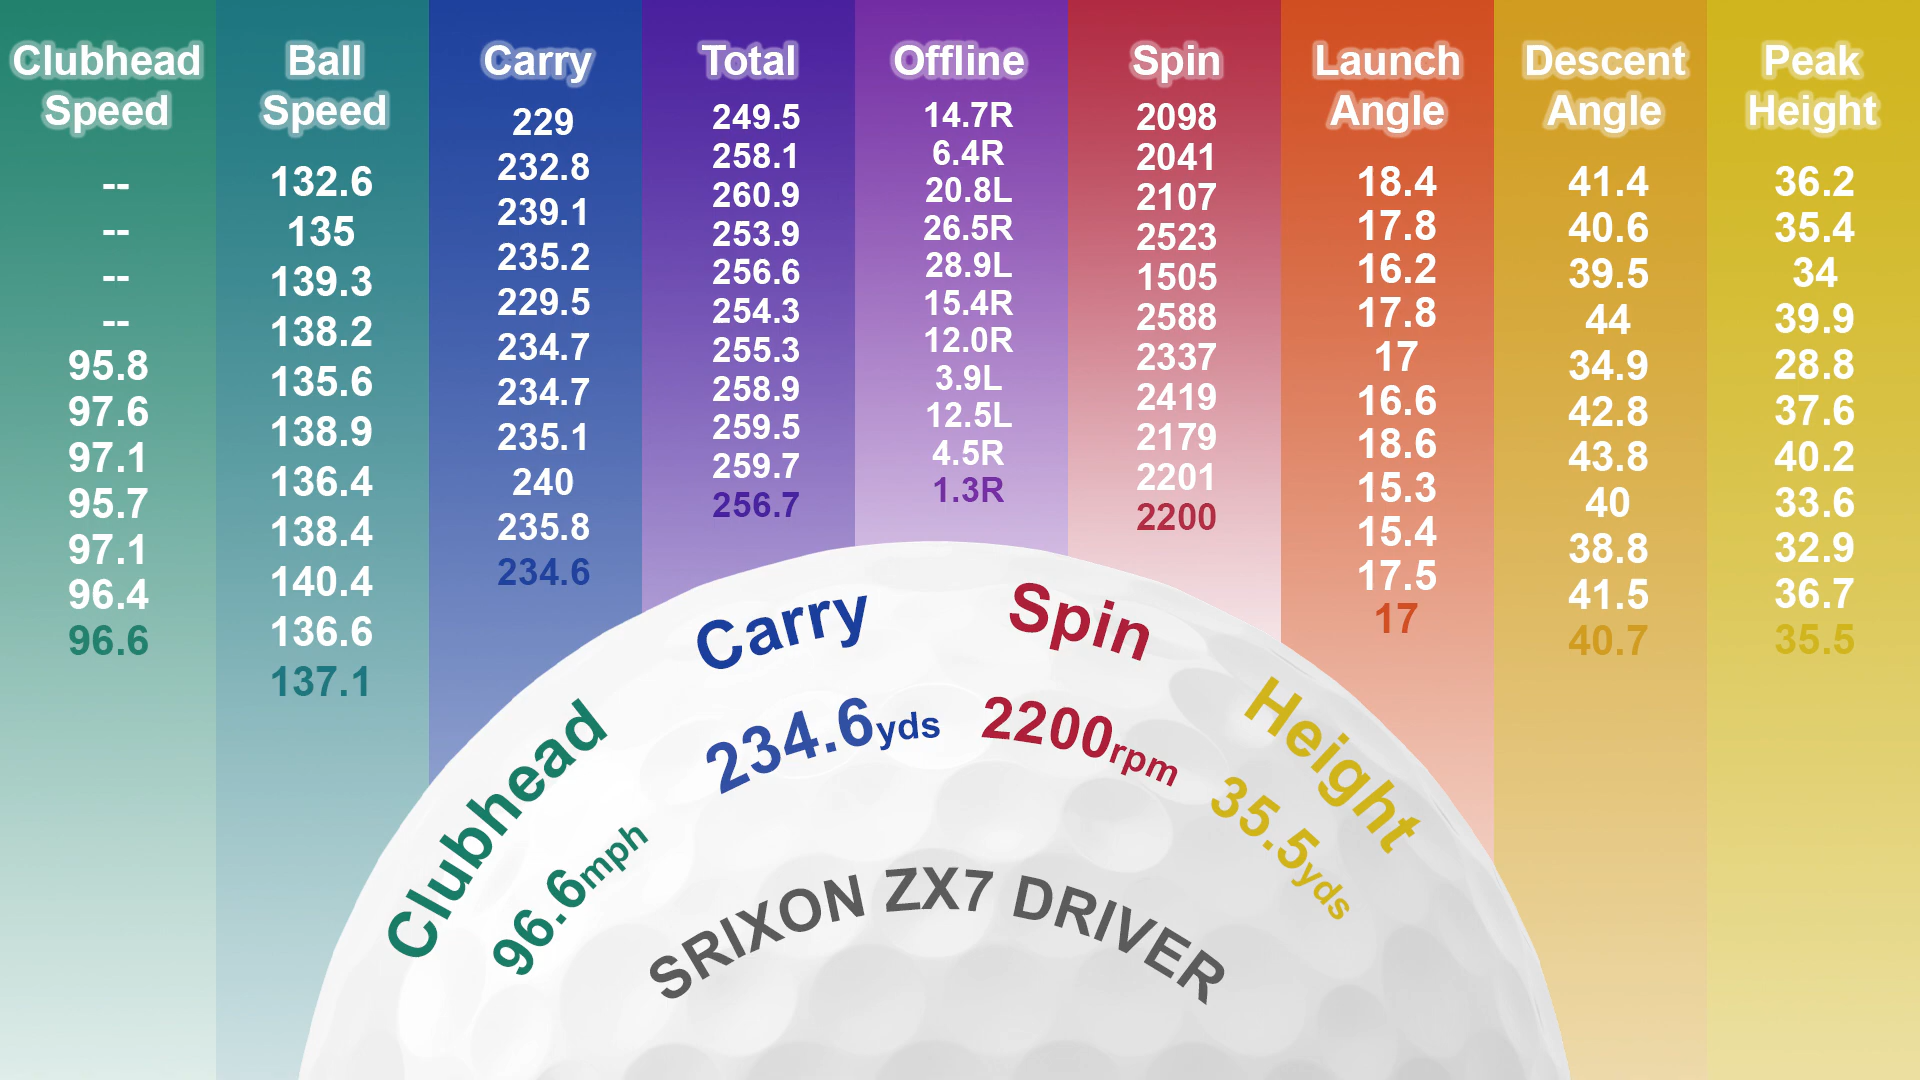 Clubhead
Speed
--
--
--
--
95.8
97.6
97.1
95.7
97.1
96.4
96.6
Ball
Speed
132.6
135
139.3
138.2
135.6
138.9
136.4
138.4
140.4
136.6
137.1
Carry
229
232.8
239.1
235.2
229.5
234.7
234.7
235.1
240
235.8
234.6
Total
249.5
258.1
260.9
253.9
256.6
254.3
255.3
258.9
259.5
259.7
256.7
Offline
14.7R
6.4R
20.8L
26.5R
28.9L
15.4R
12.0R
3.9L
12.5L
4.5R
1.3R
Spin
2098
2041
2107
2523
1505
2588
2337
2419
2179
2201
2200
Launch
Angle
18.4
17.8
16.2
17.8
17
16.6
18.6
15.3
15.4
17.5
17
Descent
Angle
41.4
40.6
39.5
44
34.9
42.8
43.8
40
38.8
41.5
40.7
Peak
Height
36.2
35.4
34
39.9
28.8
37.6
40.2
33.6
32.9
36.7
35.5
Clubhead
96.6mph
Carry
234.6yds
Spin
2200rpm
Height
35.5yds
SRIXON ZX7 DRIVER